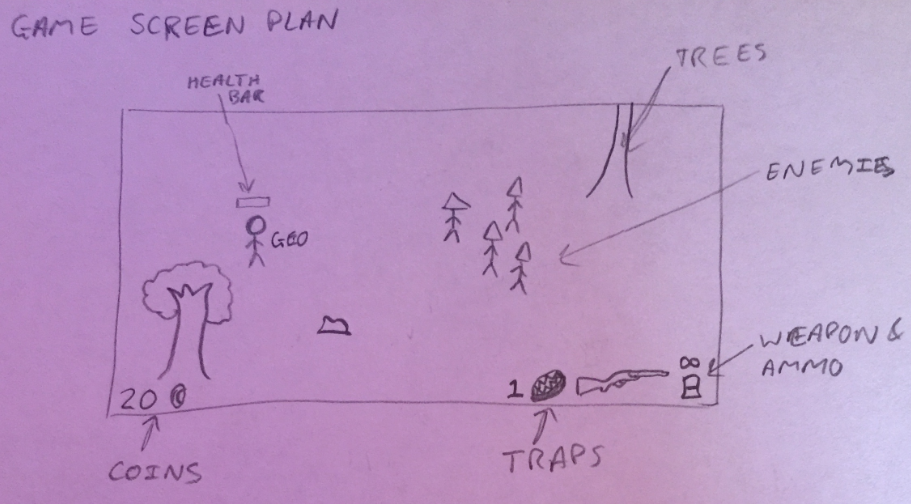 GAME SCREEN PLAN
TREES
HEALTH
BAR
ENEMIES
GEO
WEAPON &
AMMO
20
1
∞
COINS
TRAPS